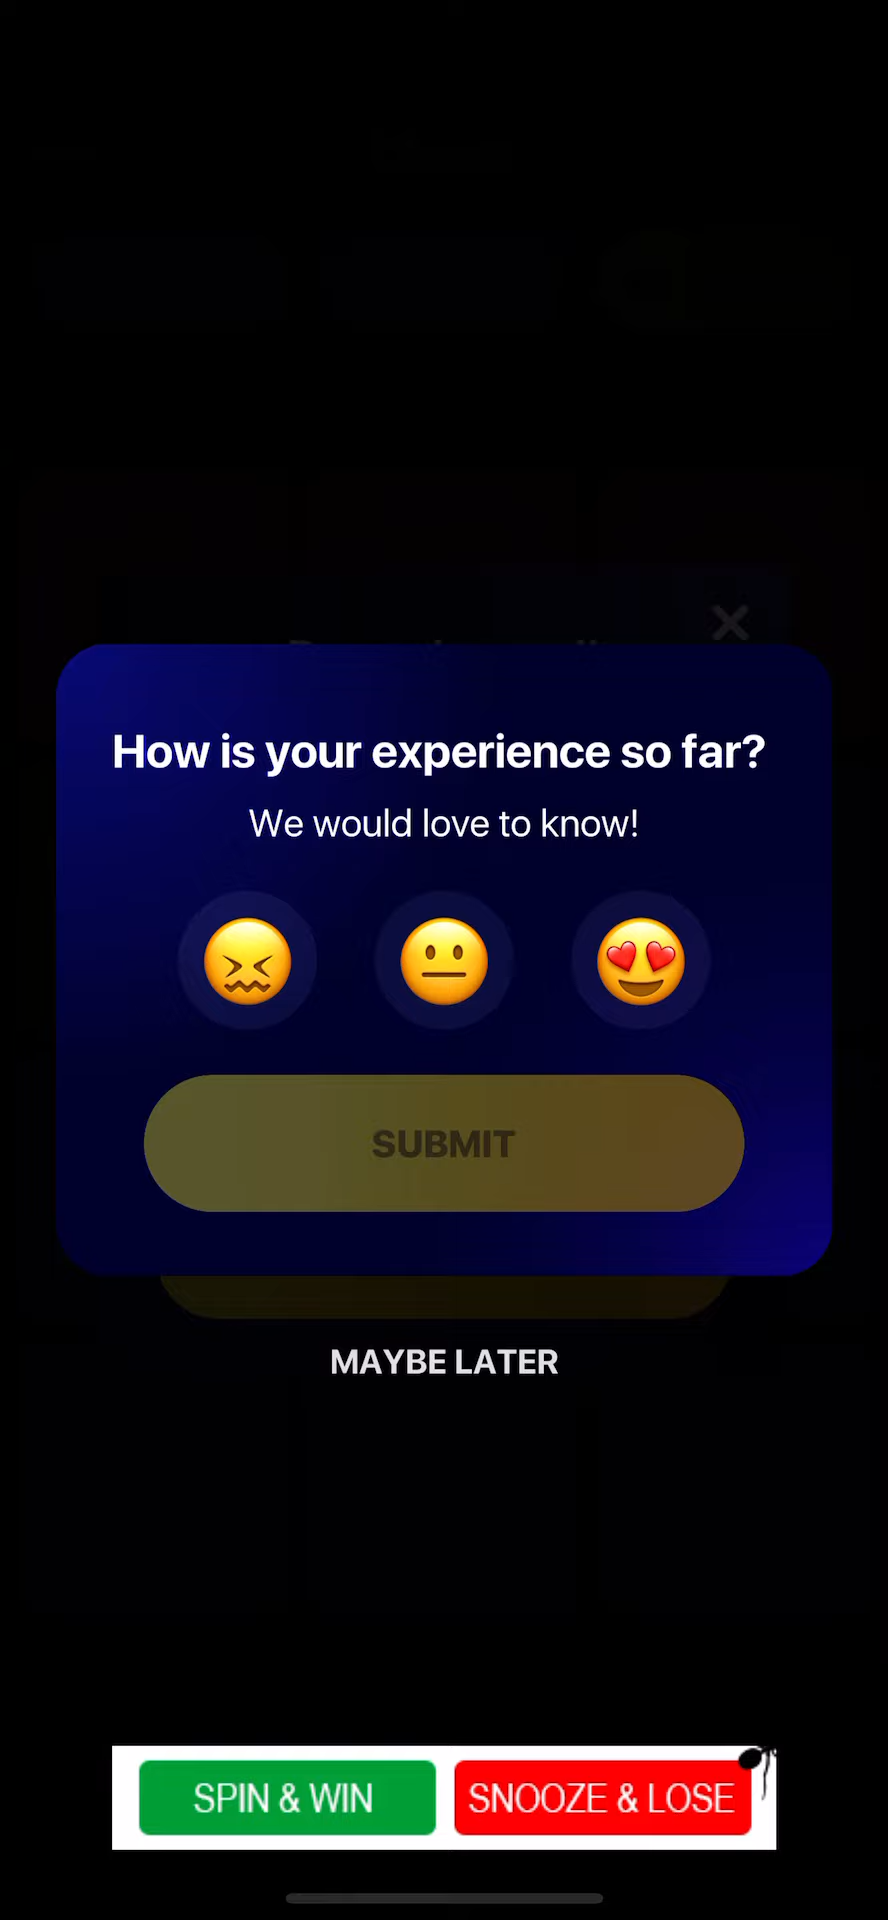 How is your experience so far?
We would love to know!
SUBMIT
MAYBE LATER
SPIN & WIN
SNOOZE & LOSE